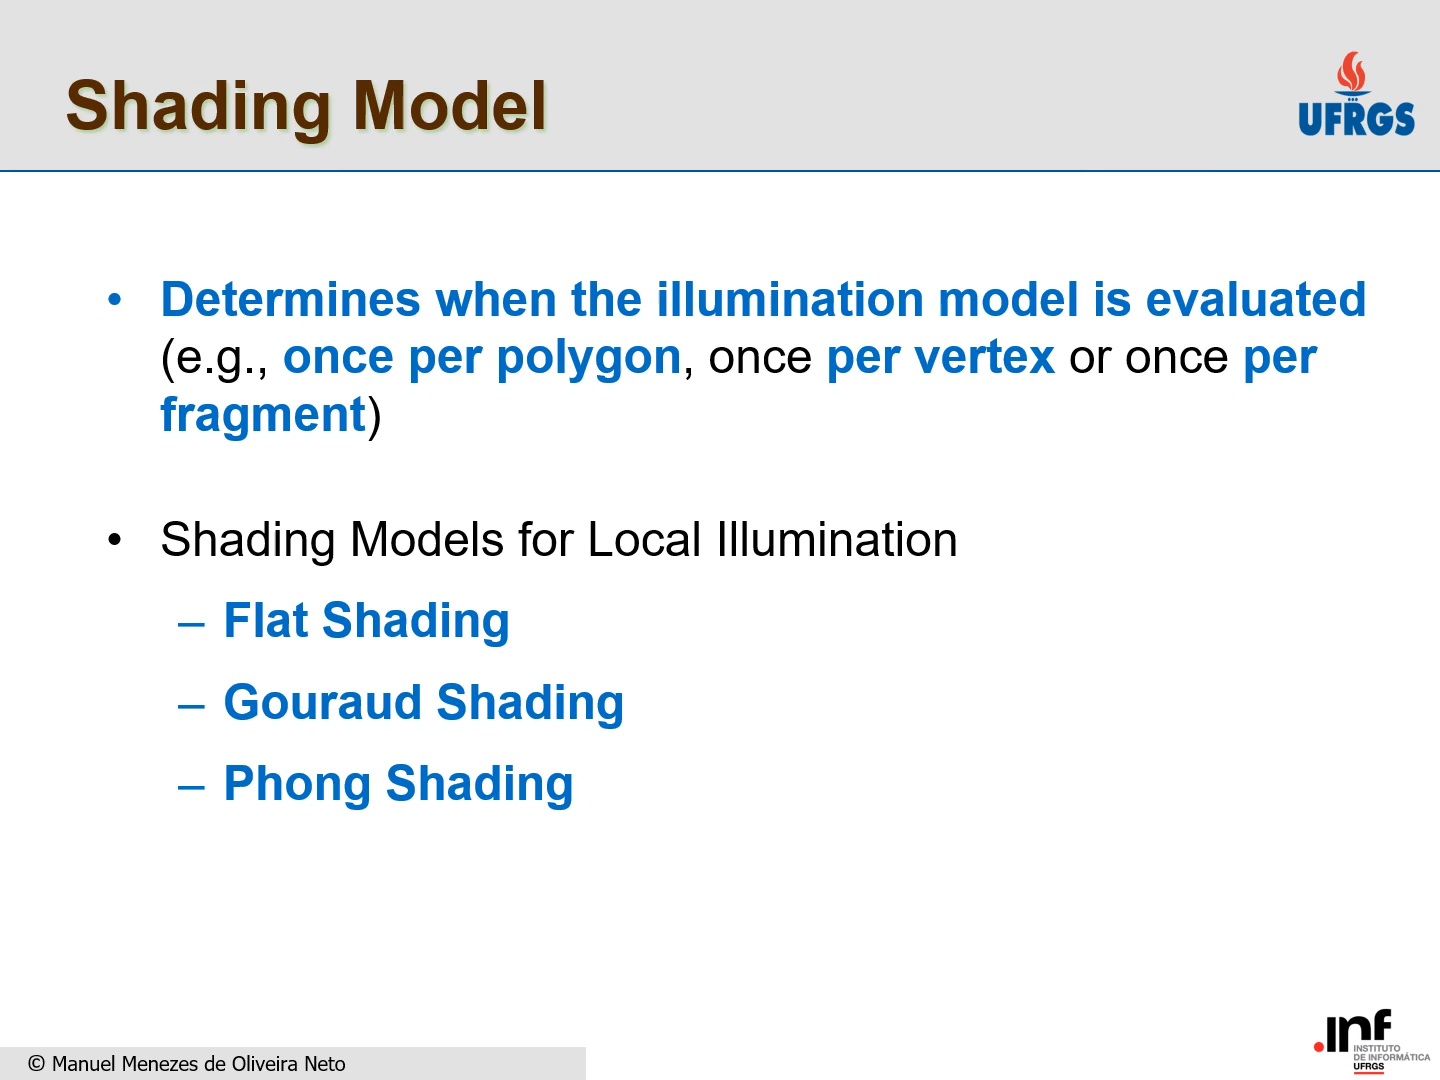 Shading Model
UFRGS
• Determines when the illumination model is evaluated
(e.g., once per polygon, once per vertex or once per
fragment)
• Shading Models for Local Illumination
– Flat Shading
– Gouraud Shading
– Phong Shading
© Manuel Menezes de Oliveira Neto
.inf
INSTITUTO
DE INFORMÁTICA
UFRGS